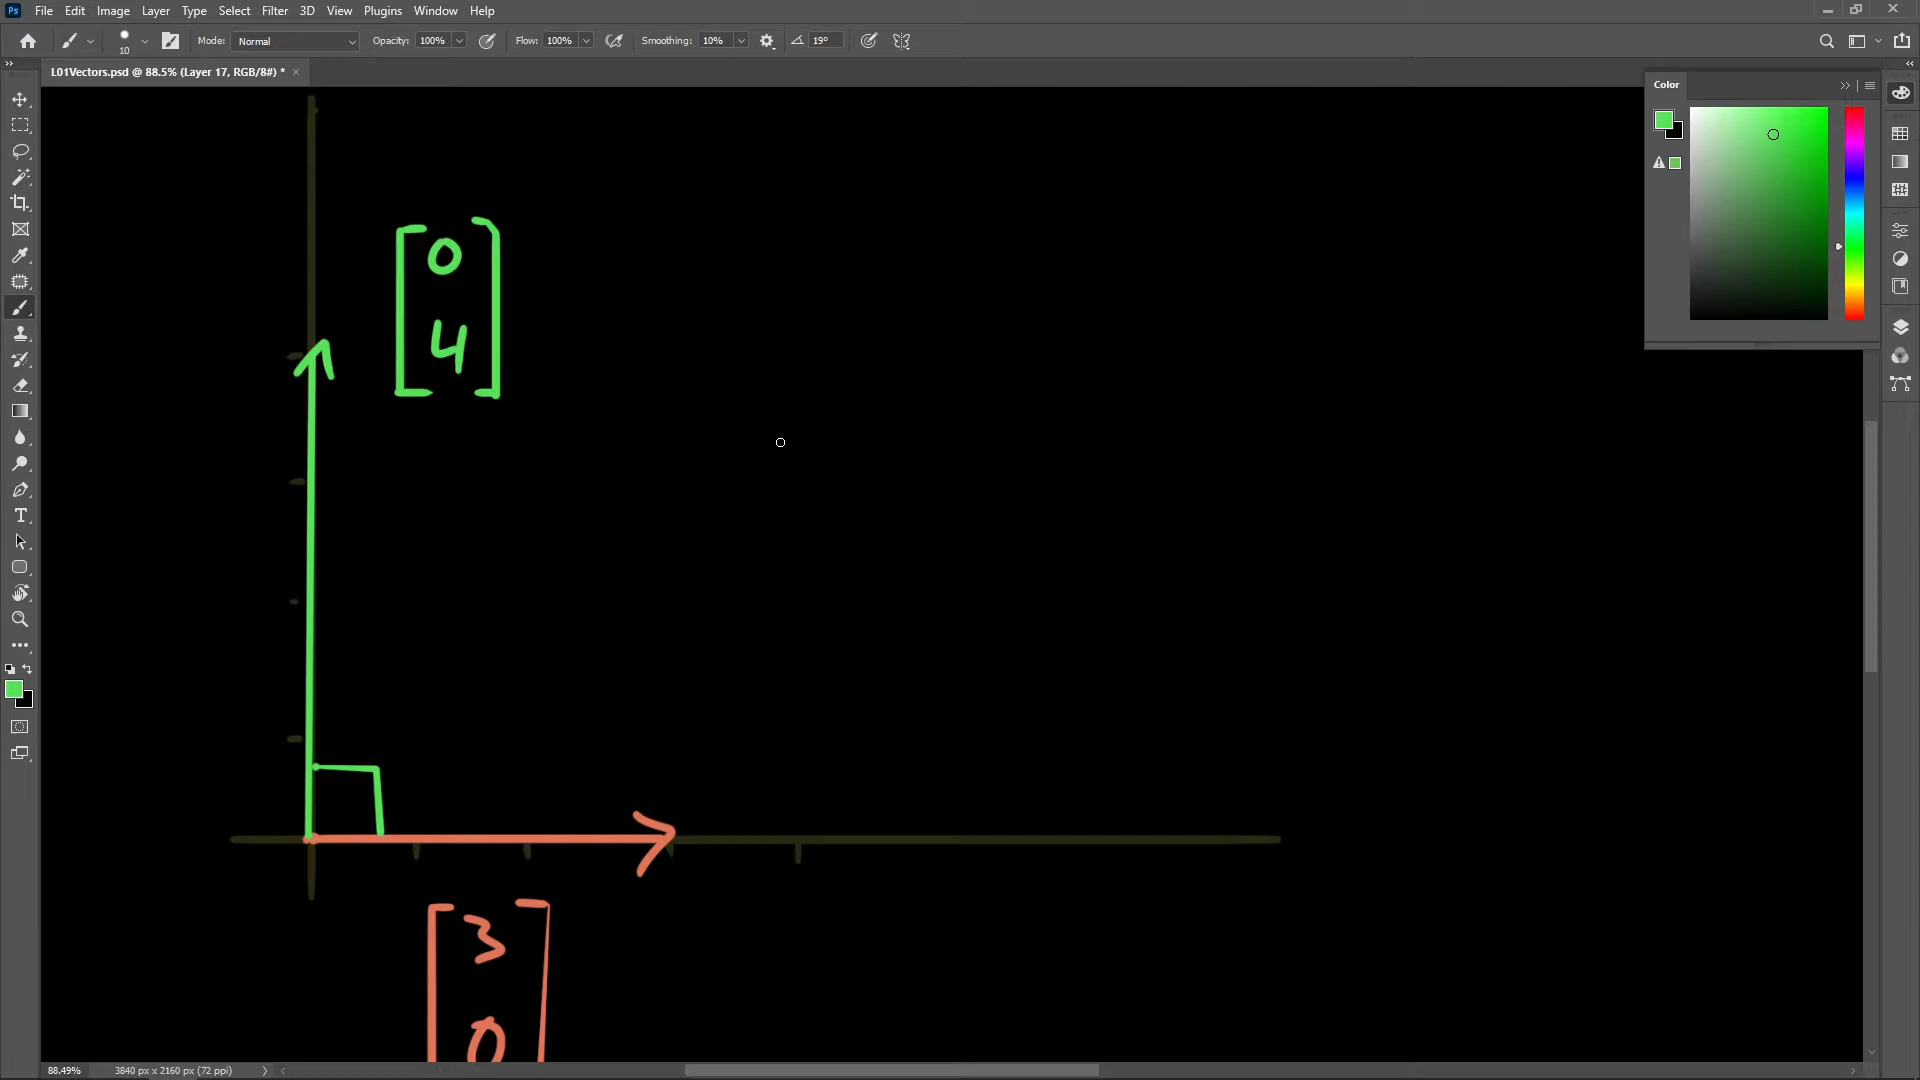 Ps File Edit Image Layer Type Select Filter 3D View Plugins Window Help
10 Mode: Normal Opacity: 100% Flow: 100% Smoothing: 10% 19°
L01Vectors.psd @ 88.5% (Layer 17, RGB/8#) *
Color
0
4
3
0
88.49% 3840 px x 2160 px (72 ppi)